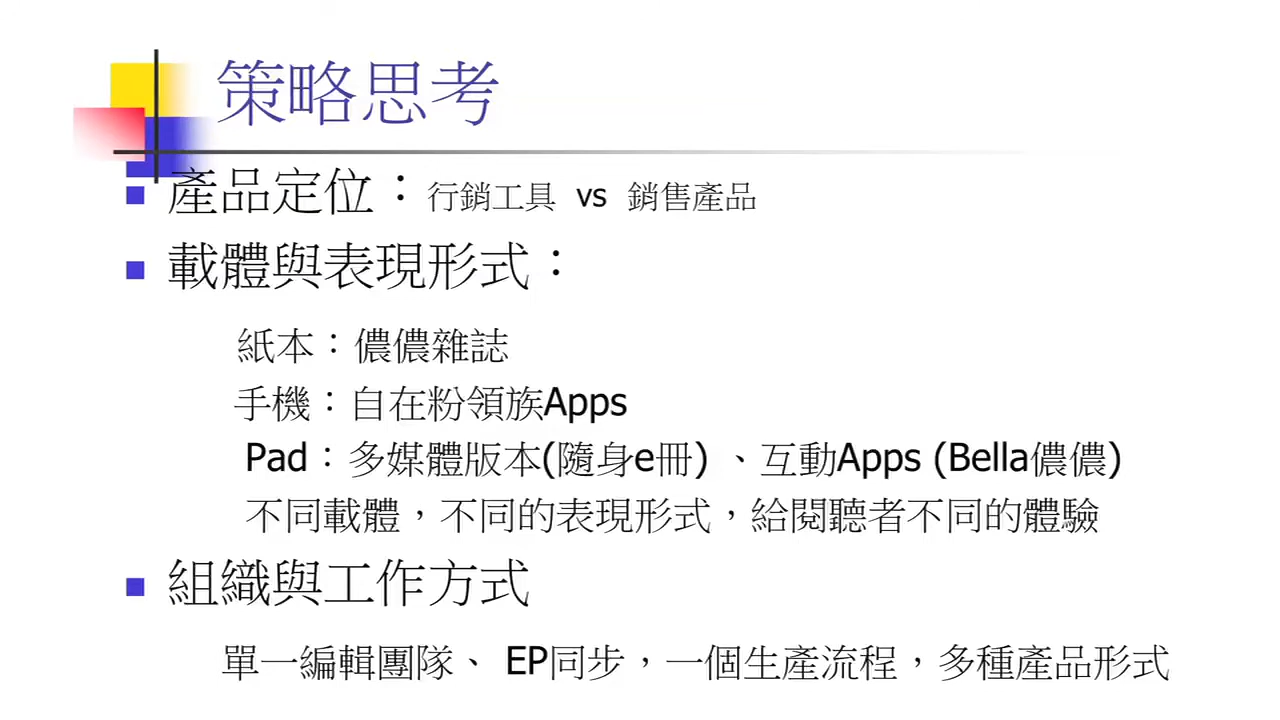 策略思考
產品定位：行銷工具 vs 銷售產品
載體與表現形式：
紙本：儂儂雜誌
手機：自在粉領族Apps
Pad：多媒體版本(隨身e冊) 、互動Apps (Bella儂儂)
不同載體，不同的表現形式，給閱聽者不同的體驗
組織與工作方式
單一編輯團隊、 EP同步，一個生產流程，多種產品形式